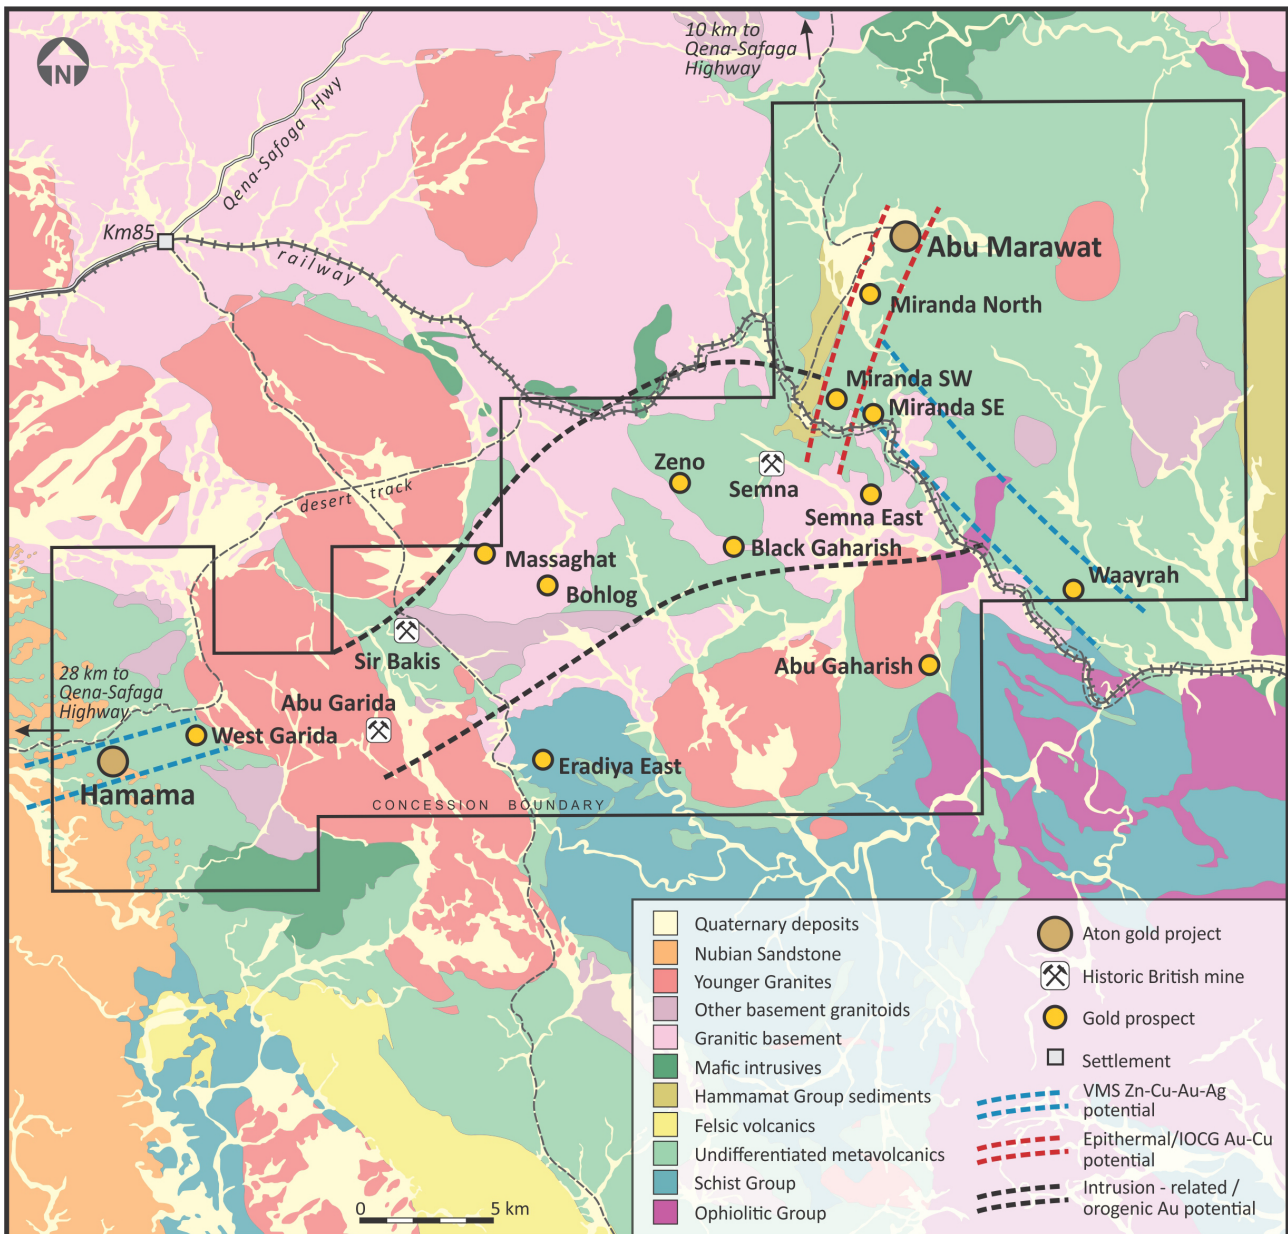 10 km to
Qena-Safaga
Highway
N
Qena-Safoga Hwy
Km85
railway
Abu Marawat
Miranda North
Miranda SW
Miranda SE
Zeno
Semna
desert track
Semna East
Black Gaharish
Massaghat
Waayrah
Bohlog
Sir Bakis
Abu Gaharish
28 km to
Qena-Safaga
Highway
Abu Garida
West Garida
Eradiya East
Hamama
CONCESSION BOUNDARY
Quaternary deposits
Nubian Sandstone
Younger Granites
Other basement granitoids
Granitic basement
Mafic intrusives
Hammamat Group sediments
Felsic volcanics
Undifferentiated metavolcanics
Schist Group
Ophiolitic Group
Aton gold project
Historic British mine
Gold prospect
Settlement
VMS Zn-Cu-Au-Ag
potential
Epithermal/IOCG Au-Cu
potential
Intrusion - related /
orogenic Au potential
0 5 km